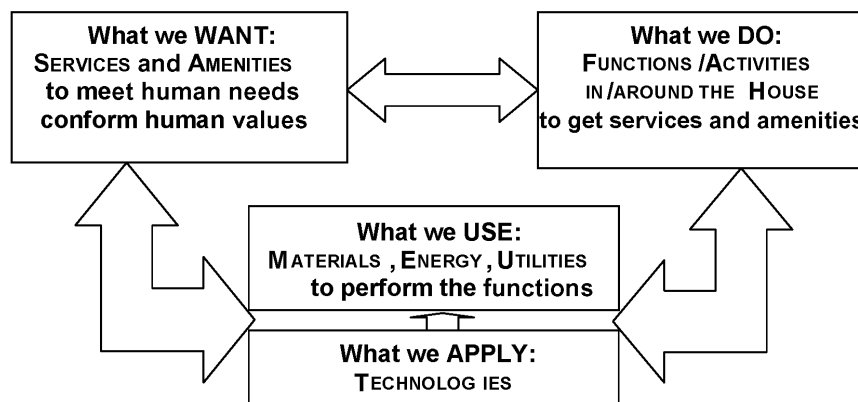 What we WANT:
SERVICES and AMENITIES
to meet human needs
conform human values
What we DO:
FUNCTIONS /ACTIVITIES
IN /AROUND THE HOUSE
to get services and amenities
What we USE:
MATERIALS , ENERGY , UTILITIES
to perform the functions
What we APPLY:
TECHNOLOG IES